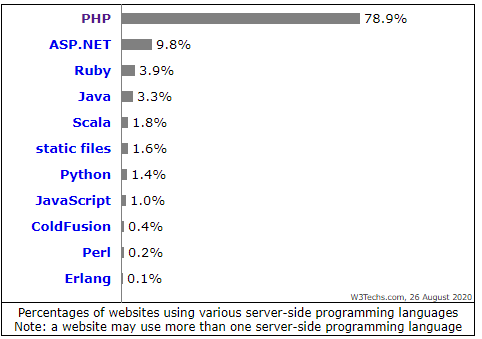 PHP 78.9%
ASP.NET 9.8%
Ruby 3.9%
Java 3.3%
Scala 1.8%
static files 1.6%
Python 1.4%
JavaScript 1.0%
ColdFusion 0.4%
Perl 0.2%
Erlang 0.1%
W3Techs.com, 26 August 2020
Percentages of websites using various server-side programming languages
Note: a website may use more than one server-side programming language